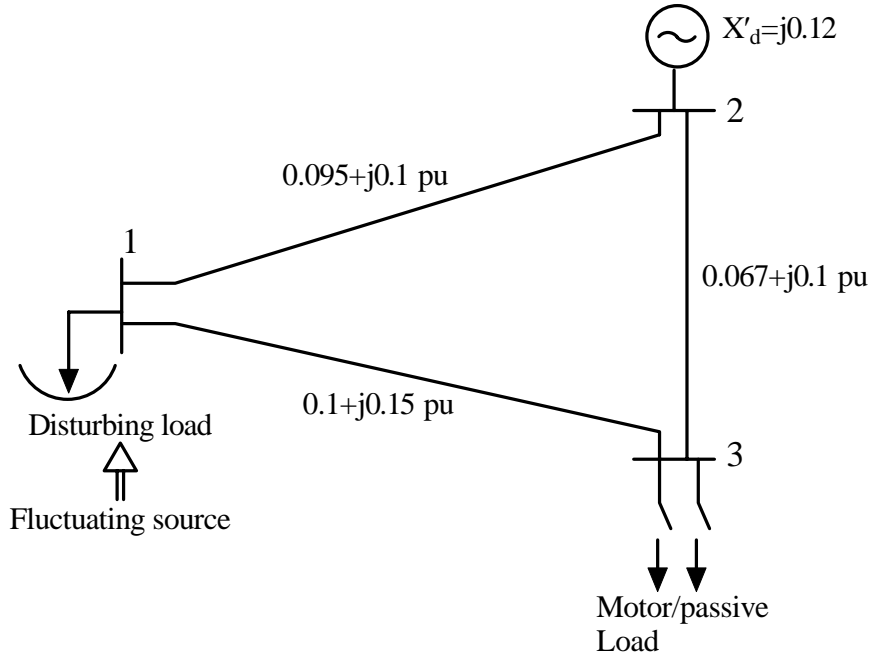 X'd=j0.12
2
0.095+j0.1 pu
1
0.067+j0.1 pu
0.1+j0.15 pu
Disturbing load
3
Fluctuating source
Motor/passive
Load